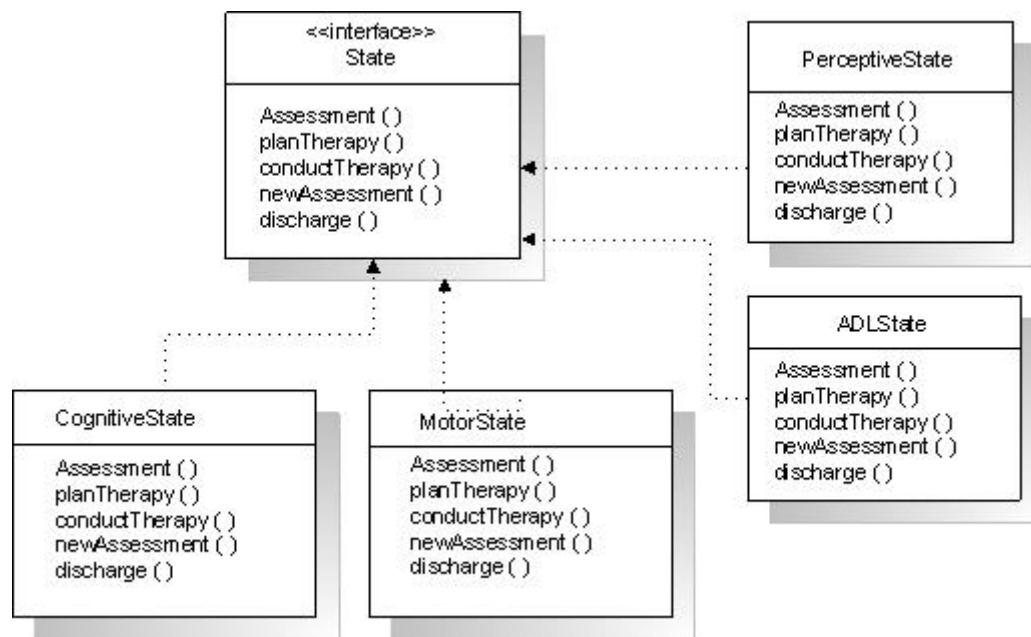 <<interface>>
State
Assessment ( )
planTherapy ( )
conductTherapy ( )
newAssessment ( )
discharge ( )
PerceptiveState
Assessment ( )
planTherapy ( )
conductTherapy ( )
newAssessment ( )
discharge ( )
ADLState
Assessment ( )
planTherapy ( )
conductTherapy ( )
newAssessment ( )
discharge ( )
CognitiveState
Assessment ( )
planTherapy ( )
conductTherapy ( )
newAssessment ( )
discharge ( )
MotorState
Assessment ( )
planTherapy ( )
conductTherapy ( )
newAssessment ( )
discharge ( )